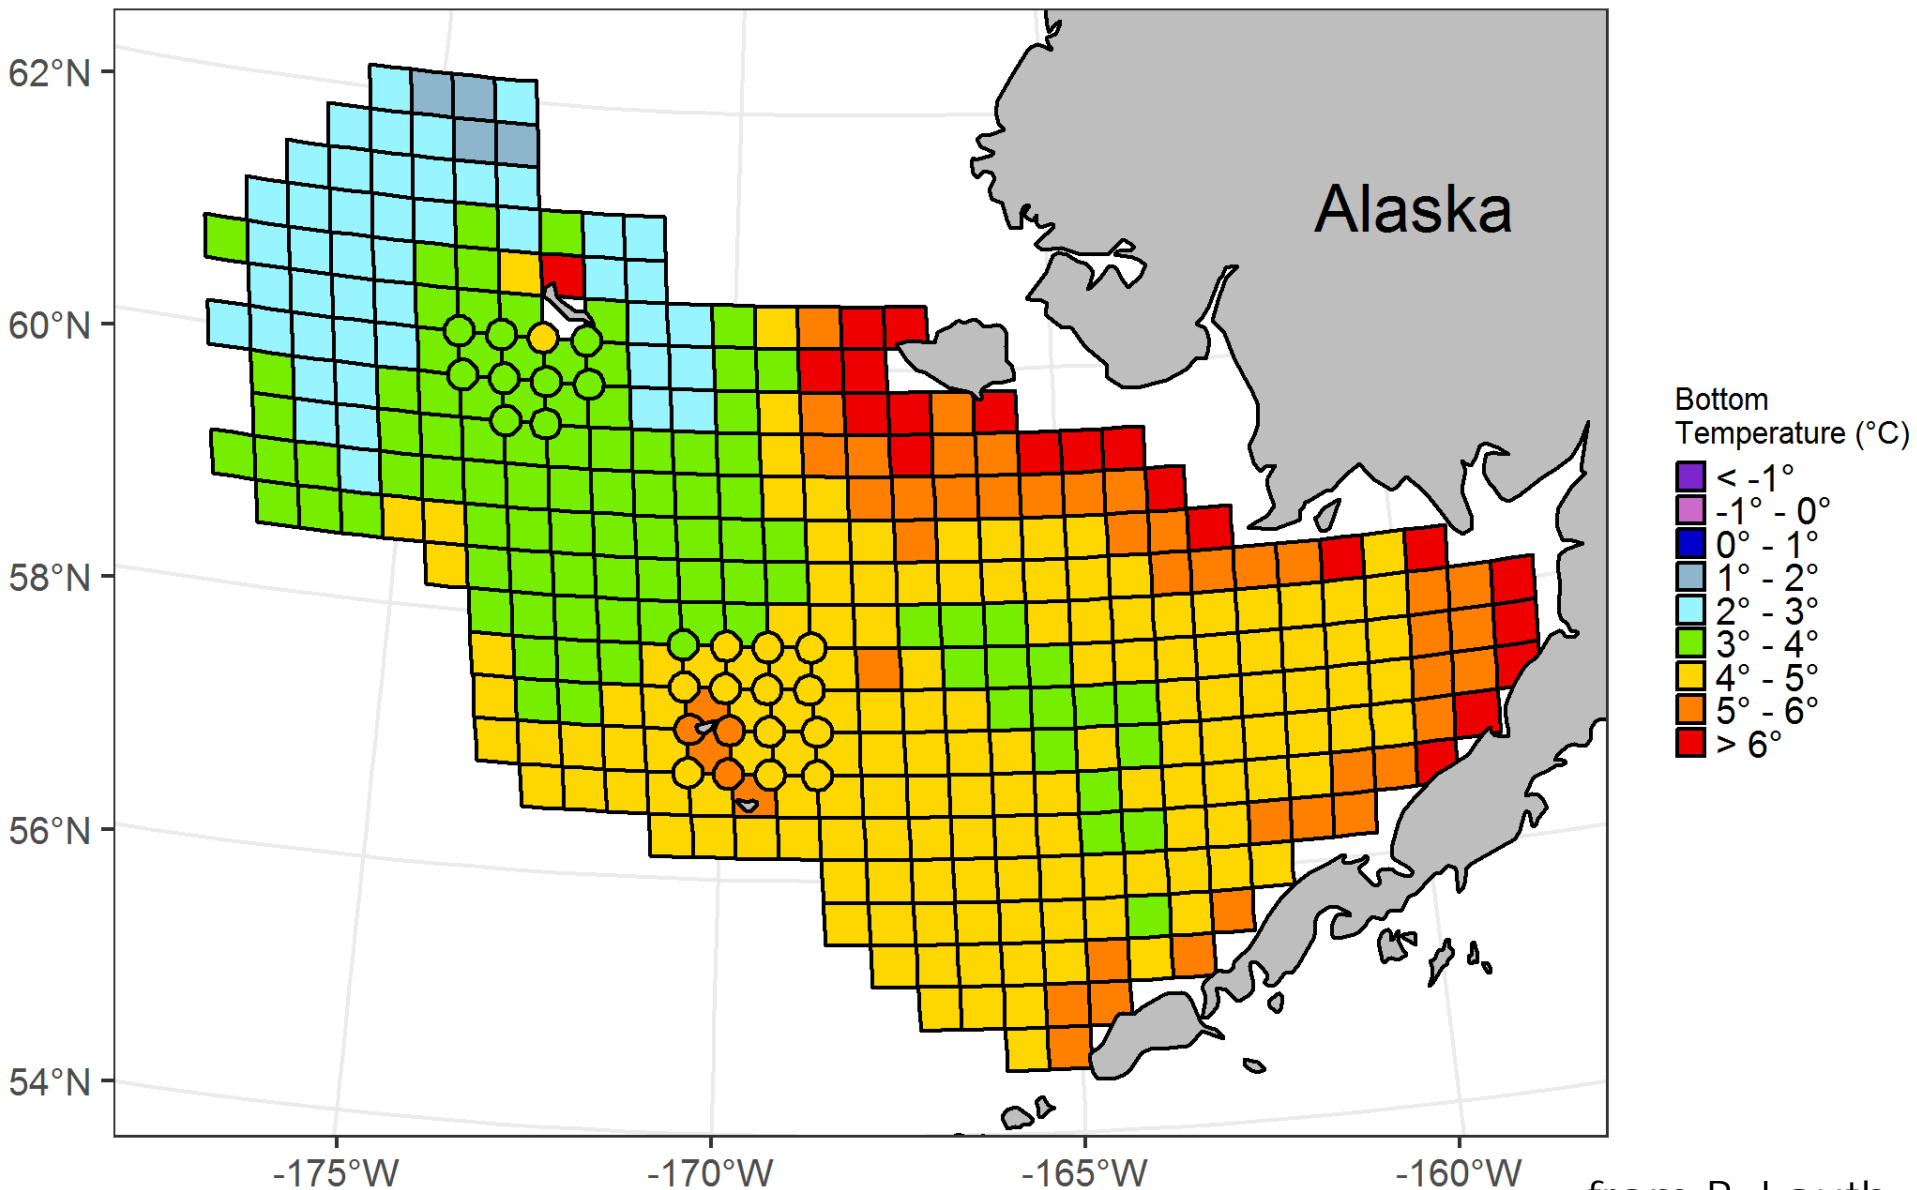 62°N
60°N
58°N
56°N
54°N
-175°W
-170°W
-165°W
-160°W
Alaska
Bottom
Temperature (°C)
< -1°
-1° - 0°
0° - 1°
1° - 2°
2° - 3°
3° - 4°
4° - 5°
5° - 6°
> 6°